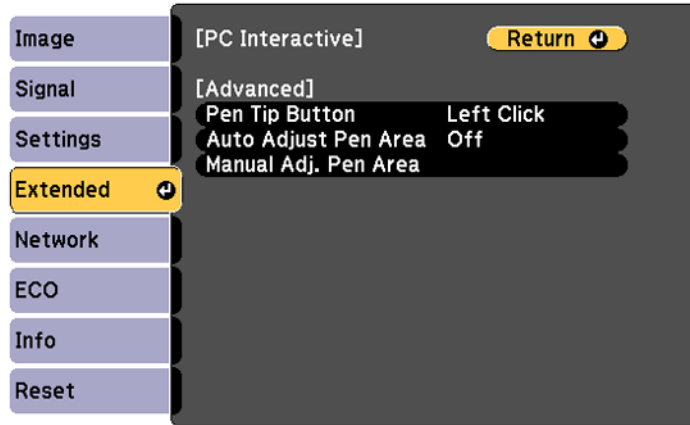 Image
Signal
Settings
Extended
Network
ECO
Info
Reset
[PC Interactive] Return
[Advanced]
Pen Tip Button Left Click
Auto Adjust Pen Area Off
Manual Adj. Pen Area